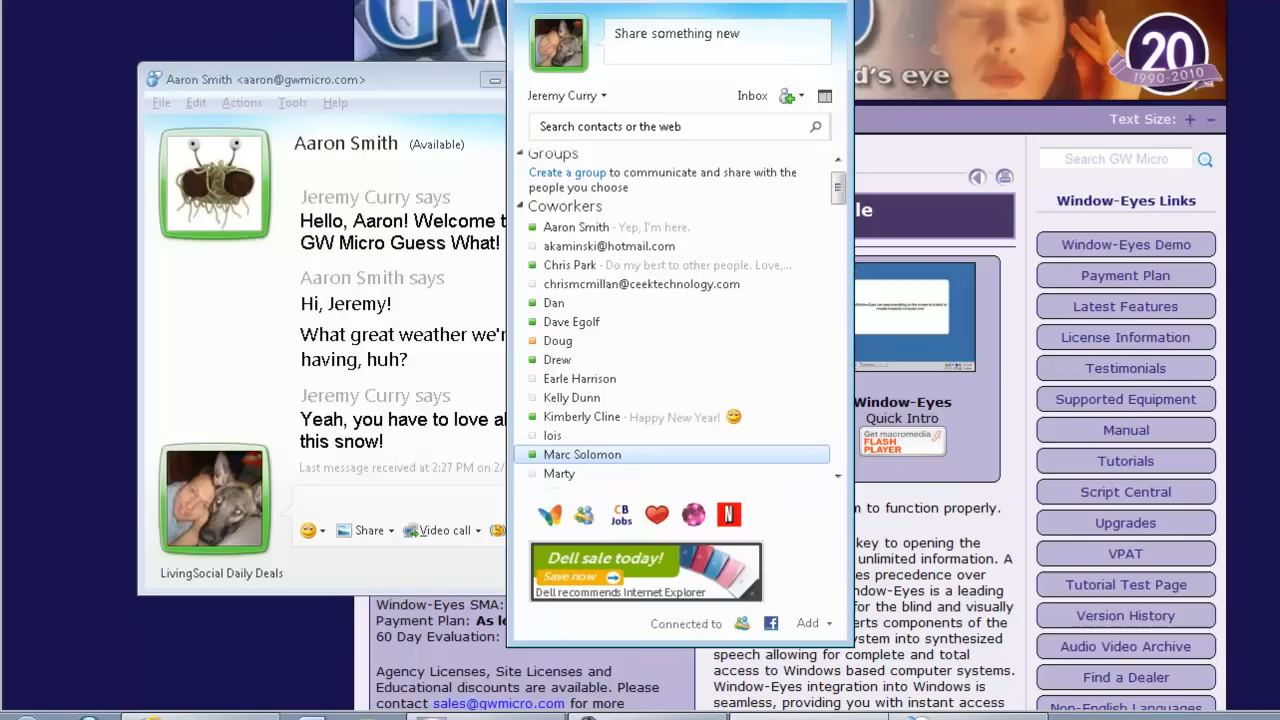 GW
20
1990-2010
d's eye
Text Size: + -
Aaron Smith <aaron@gwmicro.com>
File Edit Actions Tools Help
Aaron Smith (Available)
Jeremy Curry says
Hello, Aaron! Welcome t
GW Micro Guess What!
Aaron Smith says
Hi, Jeremy!
What great weather we'r
having, huh?
Jeremy Curry says
Yeah, you have to love al
this snow!
Last message received at 2:27 PM on 2/
Share Video call
LivingSocial Daily Deals
Share something new
Jeremy Curry Inbox
Search contacts or the web
Groups
Create a group to communicate and share with the
people you choose
Coworkers
Aaron Smith - Yep, I'm here.
akaminski@hotmail.com
Chris Park - Do my best to other people. Love,...
chrismcmillan@ceektechnology.com
Dan
Dave Egolf
Doug
Drew
Earle Harrison
Kelly Dunn
Kimberly Cline - Happy New Year!
lois
Marc Solomon
Marty
CB
Jobs
N
Dell sale today!
Save now
Dell recommends Internet Explorer
Connected to Add
Search GW Micro
le
Window-Eyes
Quick Intro
Get macromedia
FLASH
PLAYER
Window-Eyes Links
Window-Eyes Demo
Payment Plan
Latest Features
License Information
Testimonials
Supported Equipment
Manual
Tutorials
Script Central
Upgrades
VPAT
Tutorial Test Page
Version History
Audio Video Archive
Find a Dealer
Non-English Languages
Window-Eyes SMA:
Payment Plan: As lo
60 Day Evaluation:
Agency Licenses, Site Licenses and
Educational discounts are available. Please
contact sales@gwmicro.com for more
m to function properly.
key to opening the
unlimited information. A
es precedence over
ndow-Eyes is a leading
for the blind and visually
erts components of the
ystem into synthesized
speech allowing for complete and total
access to Windows based computer systems.
Window-Eyes integration into Windows is
seamless, providing you with instant access